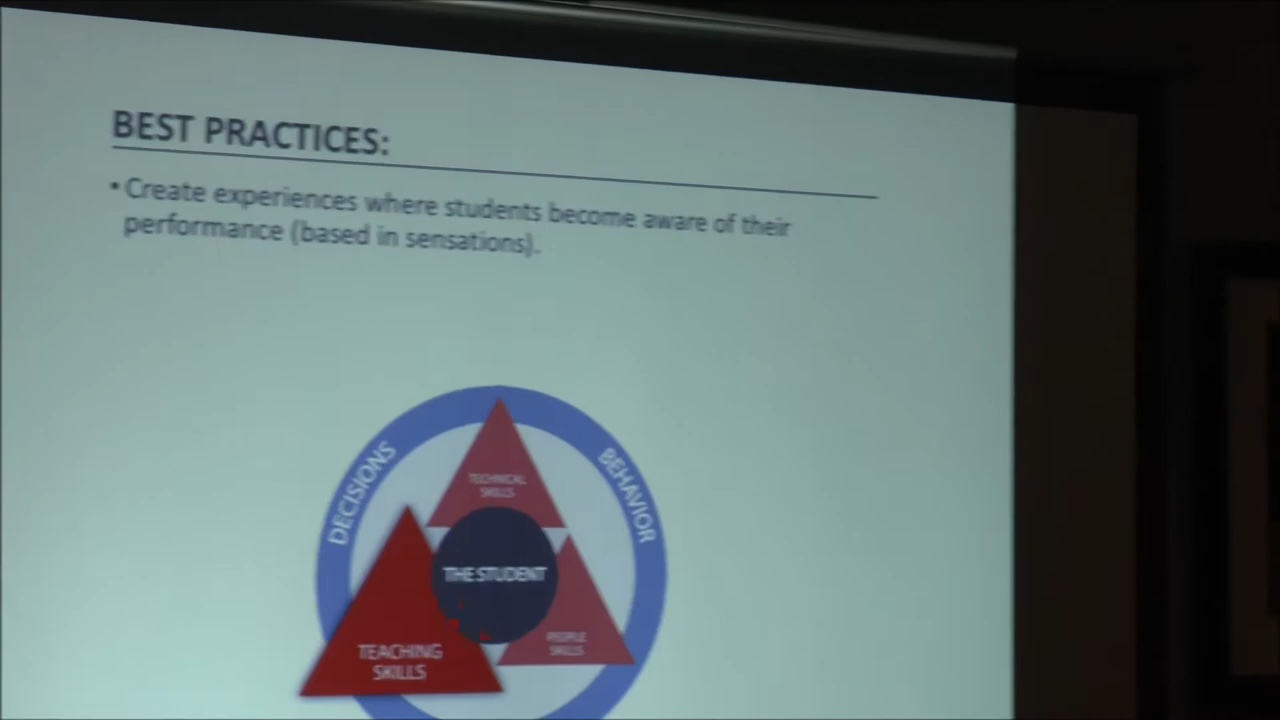 BEST PRACTICES:
• Create experiences where students become aware of their
performance (based in sensations).
DECISIONS
BEHAVIOR
TECHNICAL
SKILLS
THE STUDENT
TEACHING
SKILLS
PEOPLE
SKILLS